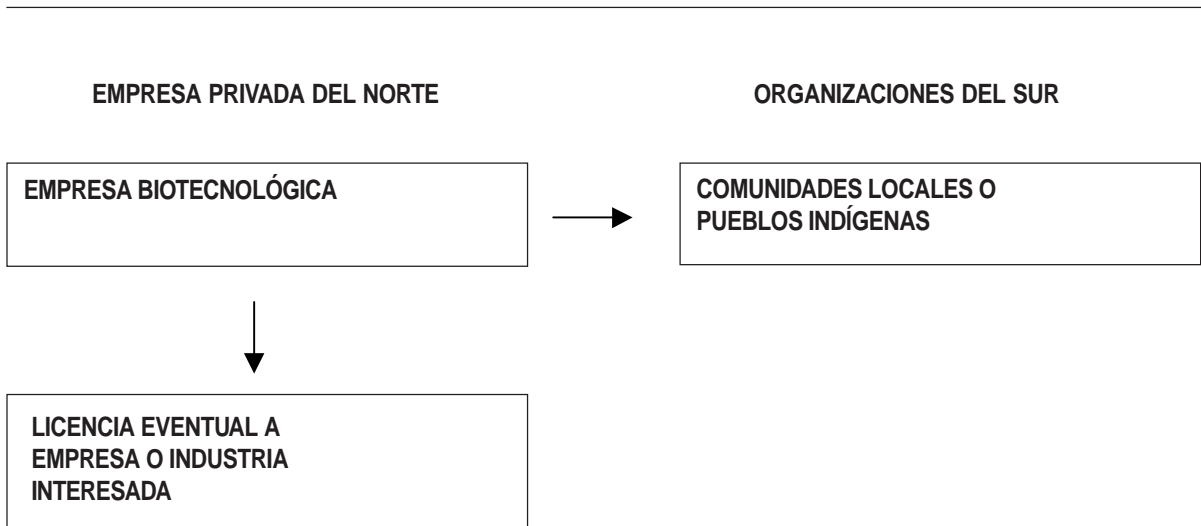 EMPRESA PRIVADA DEL NORTE
ORGANIZACIONES DEL SUR
EMPRESA BIOTECNOLÓGICA
COMUNIDADES LOCALES O
PUEBLOS INDÍGENAS
LICENCIA EVENTUAL A
EMPRESA O INDUSTRIA
INTERESADA